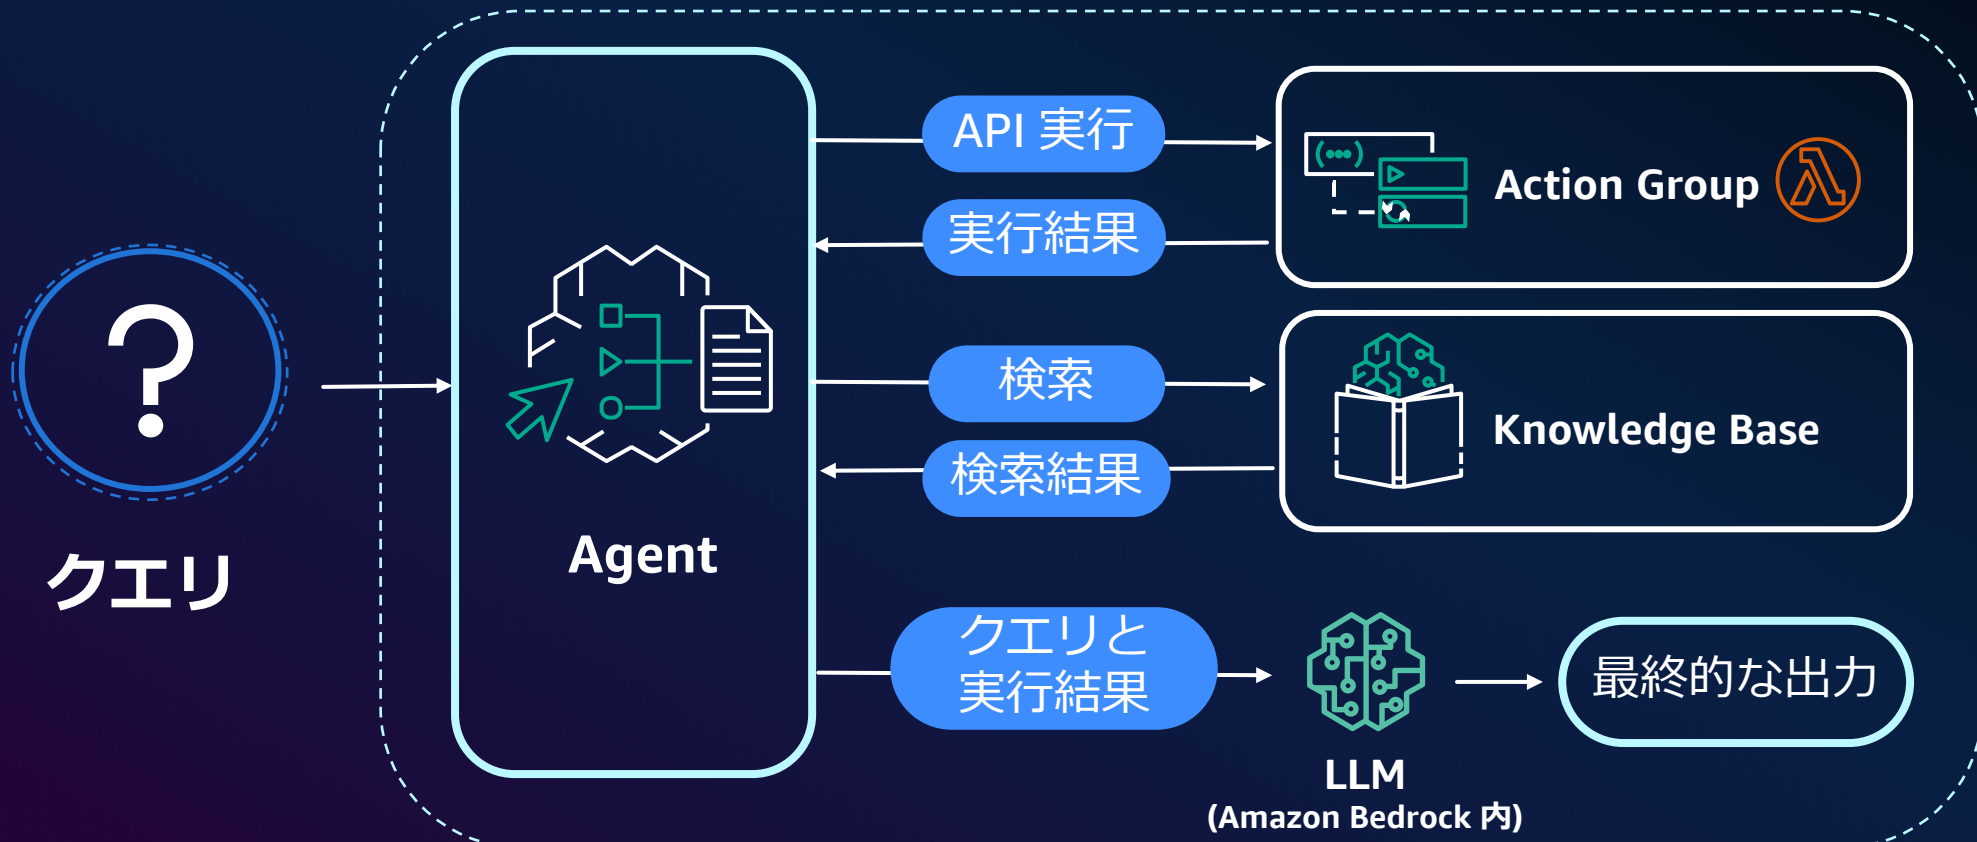 ?
クエリ
Agent
API 実行
実行結果
Action Group
検索
検索結果
Knowledge Base
クエリと
実行結果
LLM
(Amazon Bedrock 内)
最終的な出力